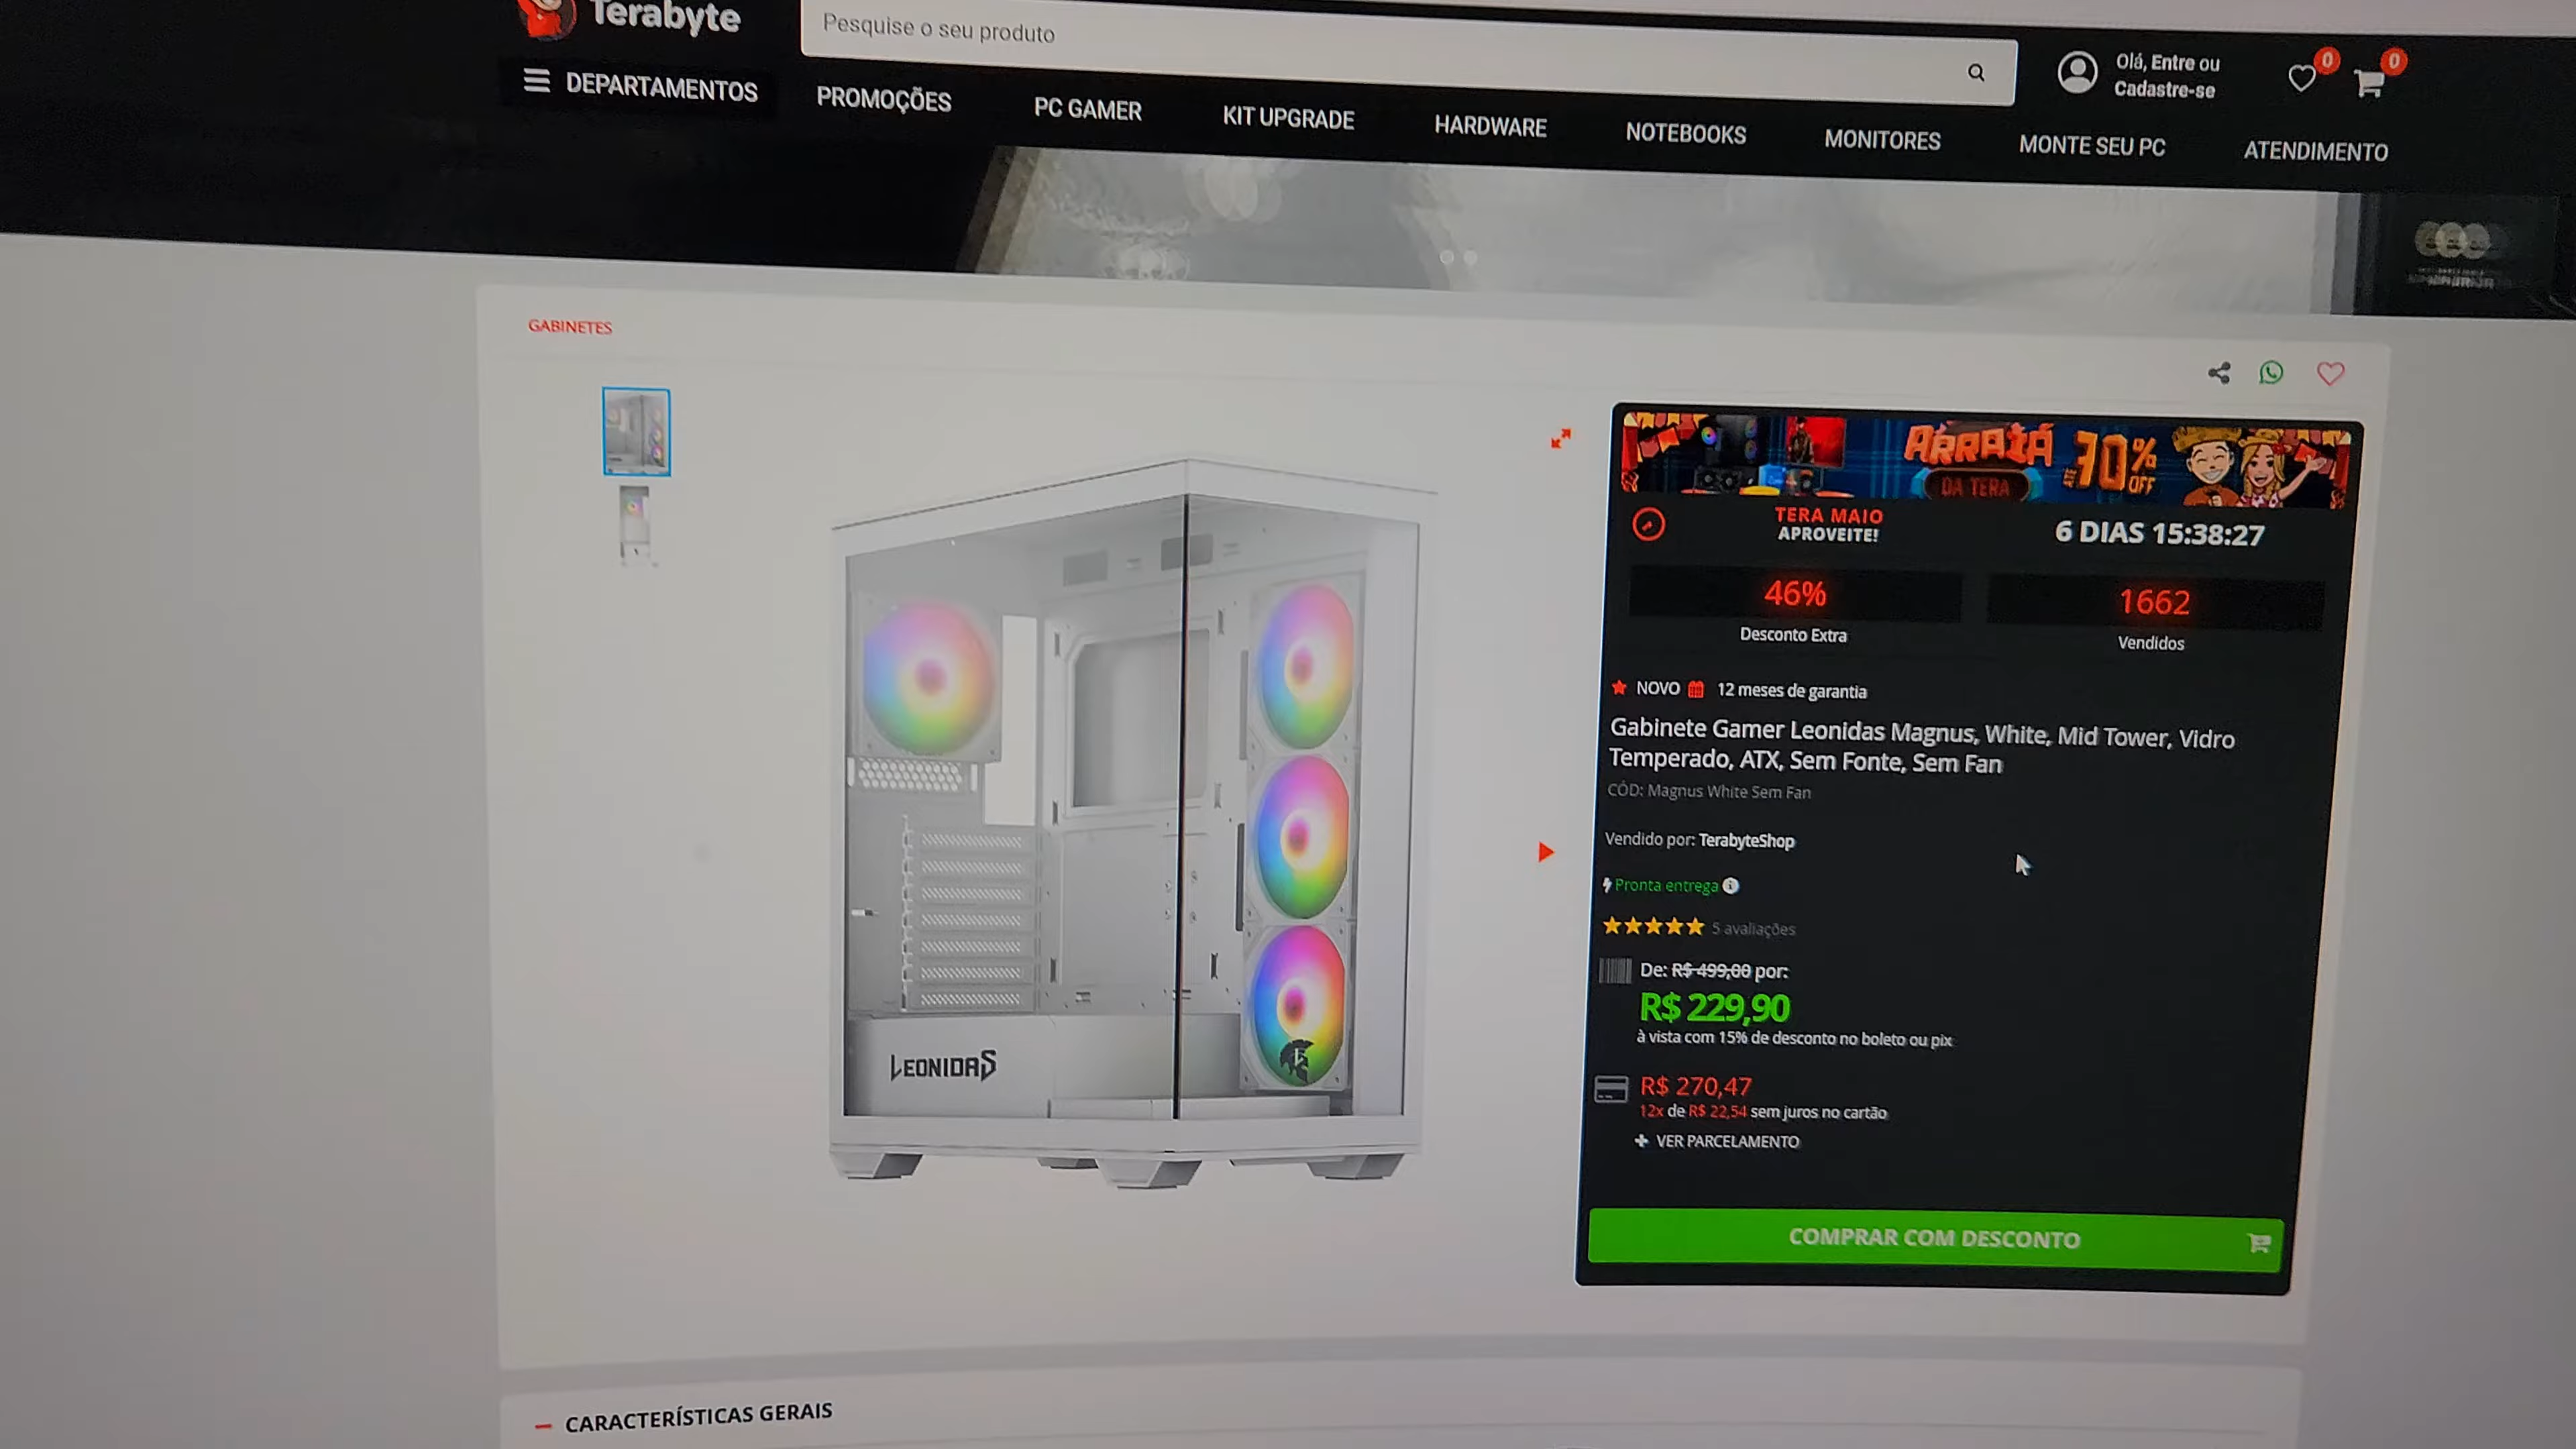 Terabyte
Pesquise o seu produto
Olá, Entre ou
Cadastre-se
0
0
DEPARTAMENTOS
PROMOÇÕES
PC GAMER
KIT UPGRADE
HARDWARE
NOTEBOOKS
MONITORES
MONTE SEU PC
ATENDIMENTO
GABINETES
ARRAIÁ
DA TERA
70%
OFF
TERA MAIO
APROVEITE!
6 DIAS 15:38:27
46%
Desconto Extra
1662
Vendidos
NOVO
12 meses de garantia
Gabinete Gamer Leonidas Magnus, White, Mid Tower, Vidro
Temperado, ATX, Sem Fonte, Sem Fan
CÓD: Magnus White Sem Fan
Vendido por: TerabyteShop
Pronta entrega
5 avaliações
De: R$ 499,00 por:
R$ 229,90
à vista com 15% de desconto no boleto ou pix
R$ 270,47
12x de R$ 22,54 sem juros no cartão
VER PARCELAMENTO
COMPRAR COM DESCONTO
LEONIDAS
CARACTERÍSTICAS GERAIS